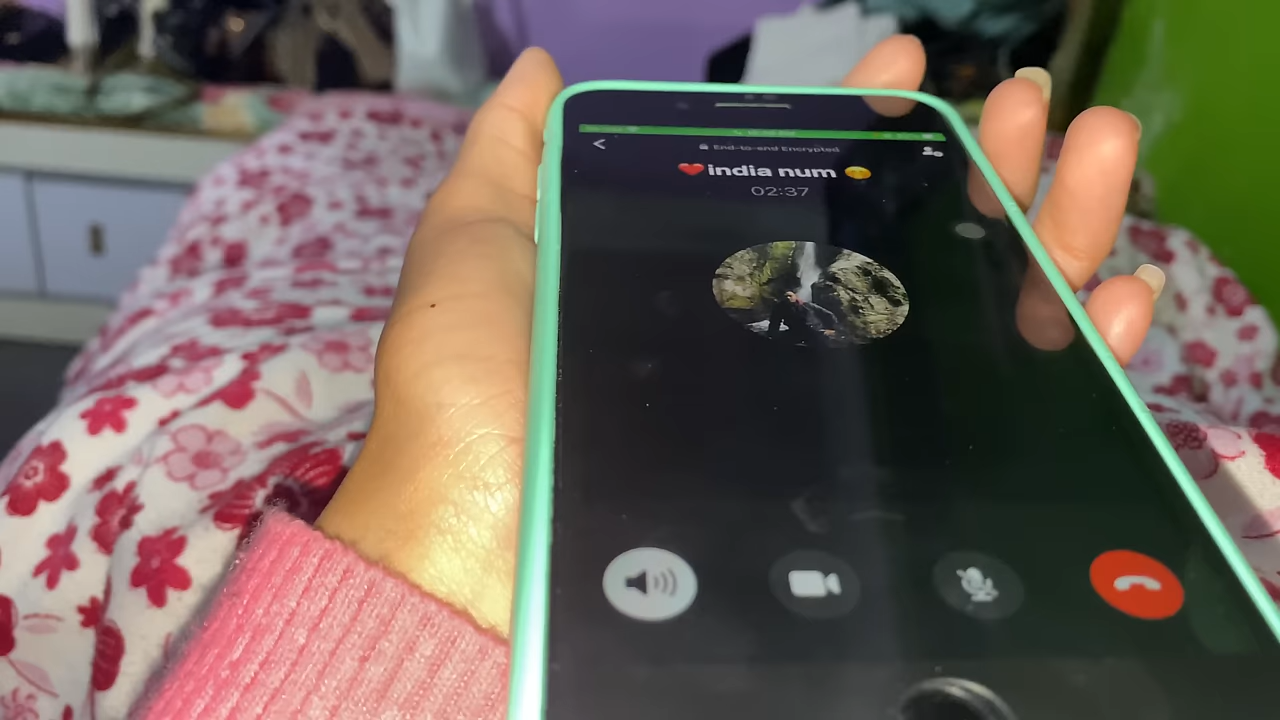 End-to-end Encrypted
❤️india num 😊
02:37